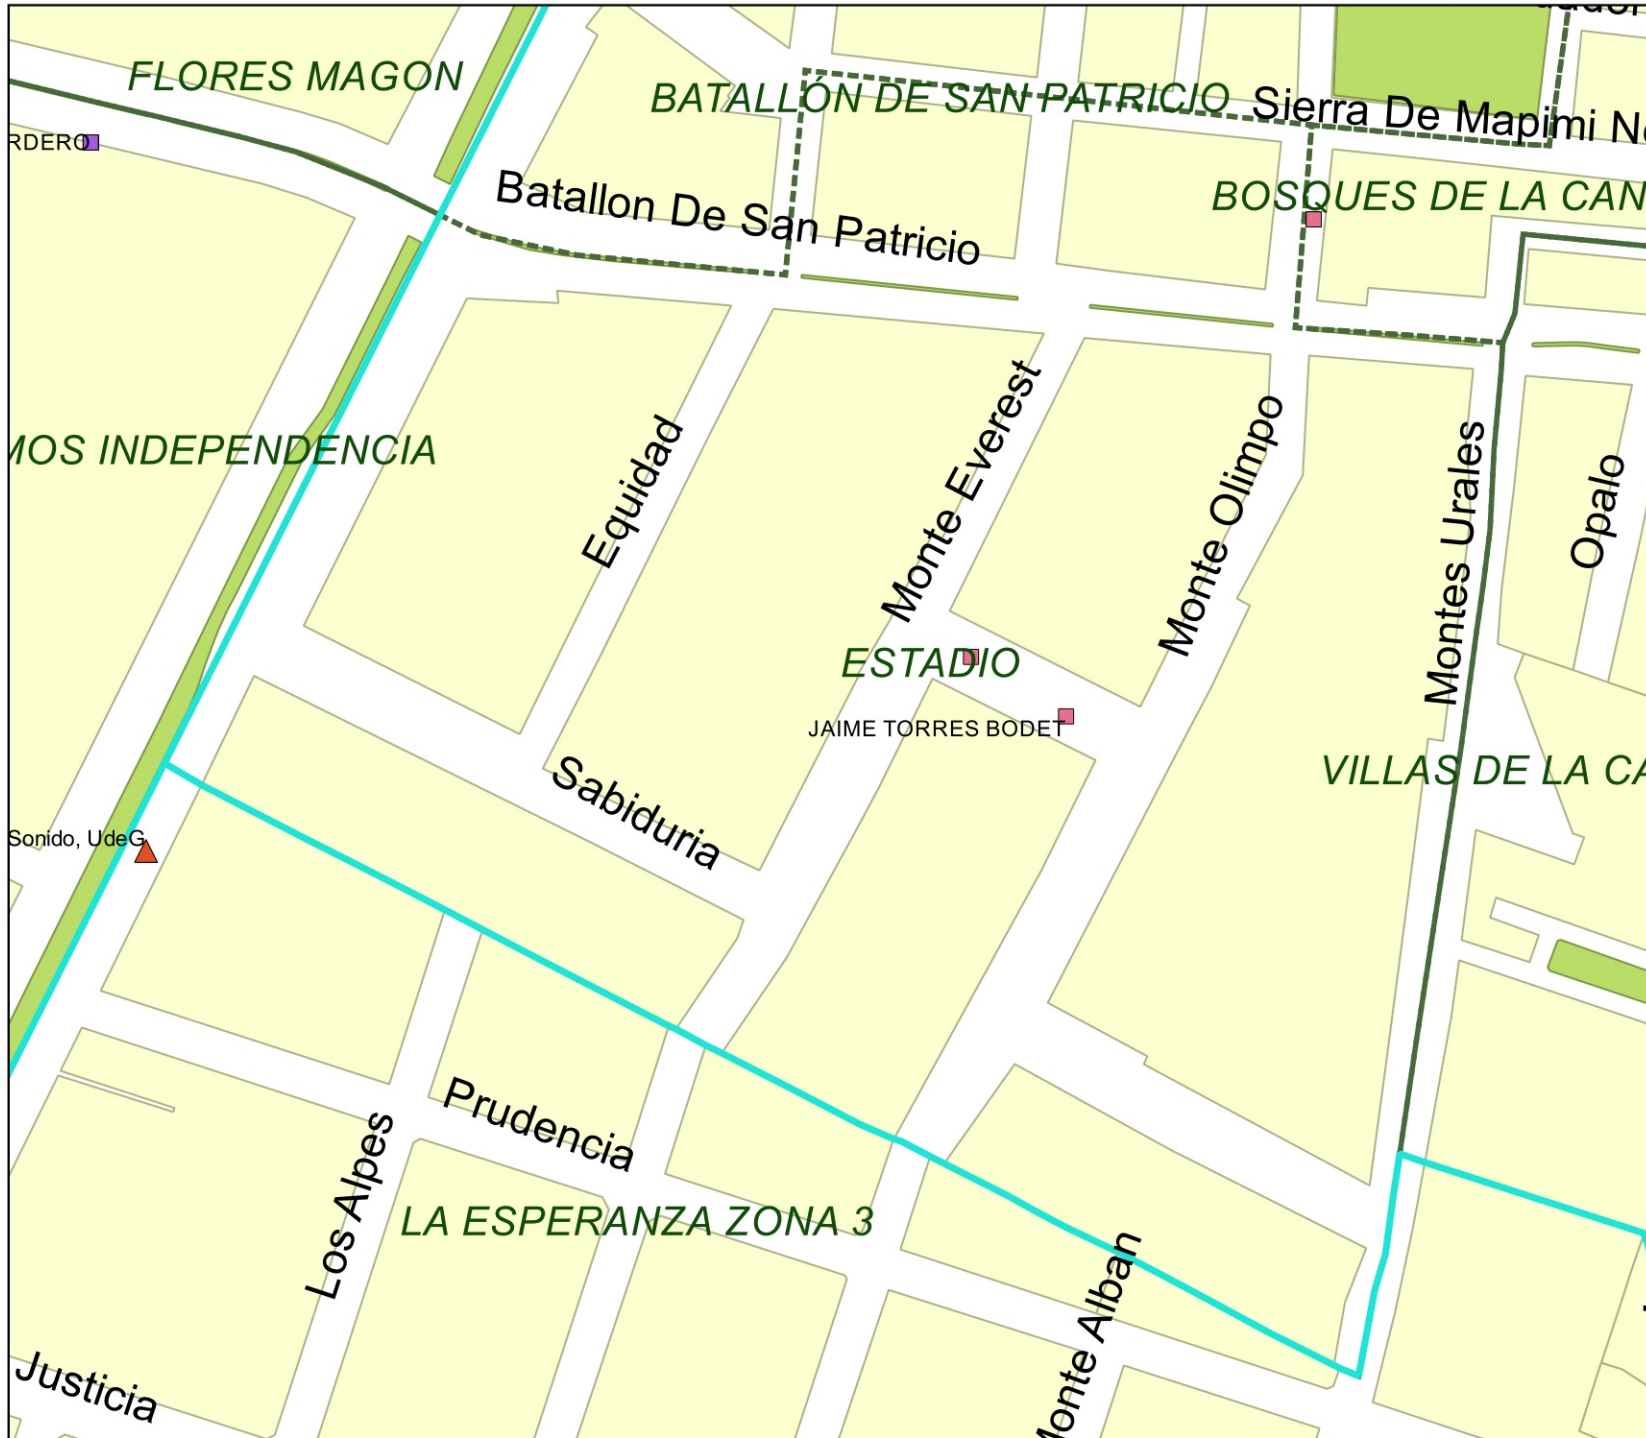 FLORES MAGON
BATALLÓN DE SAN PATRICIO
Sierra De Mapimi
RDERO
BOSQUES DE LA CAN
Batallon De San Patricio
MOS INDEPENDENCIA
Equidad
Monte Everest
Monte Olimpo
Montes Urales
Opalo
ESTADIO
JAIME TORRES BODET
VILLAS DE LA CA
Sabiduria
Sonido, UdeG
Prudencia
Los Alpes
LA ESPERANZA ZONA 3
Monte Alban
Justicia